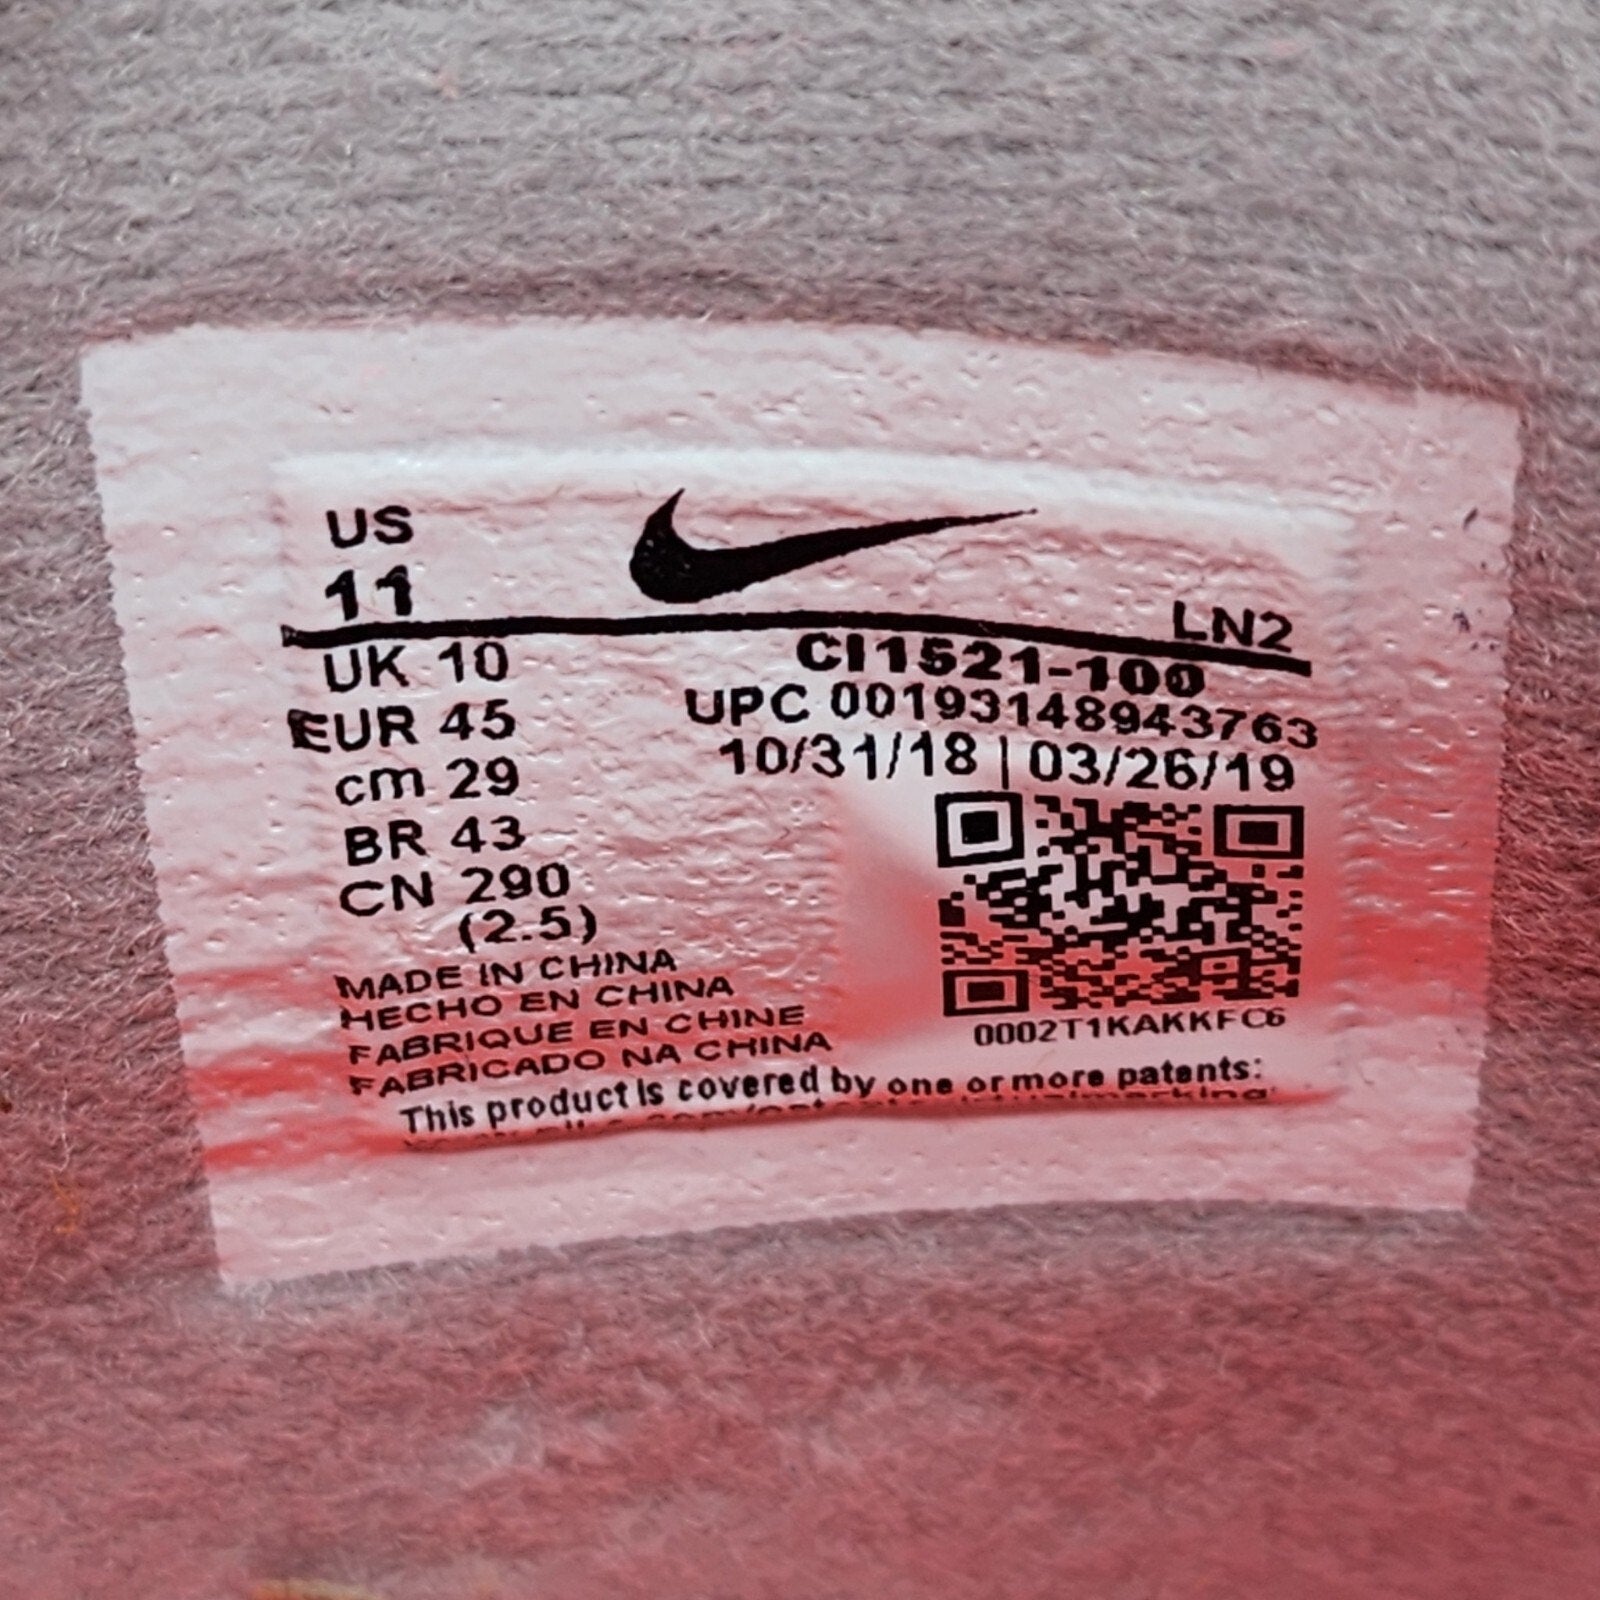 US
11
LN2
UK 10
CI1521-100
EUR 45
UPC 00193148943763
cm 29
10/31/18 | 03/26/19
BR 43
CN 290
(2.5)
0002T1KAKKFC6
MADE IN CHINA
HECHO EN CHINA
FABRIQUE EN CHINE
FABRICADO NA CHINA
This product is covered by one or more patents: